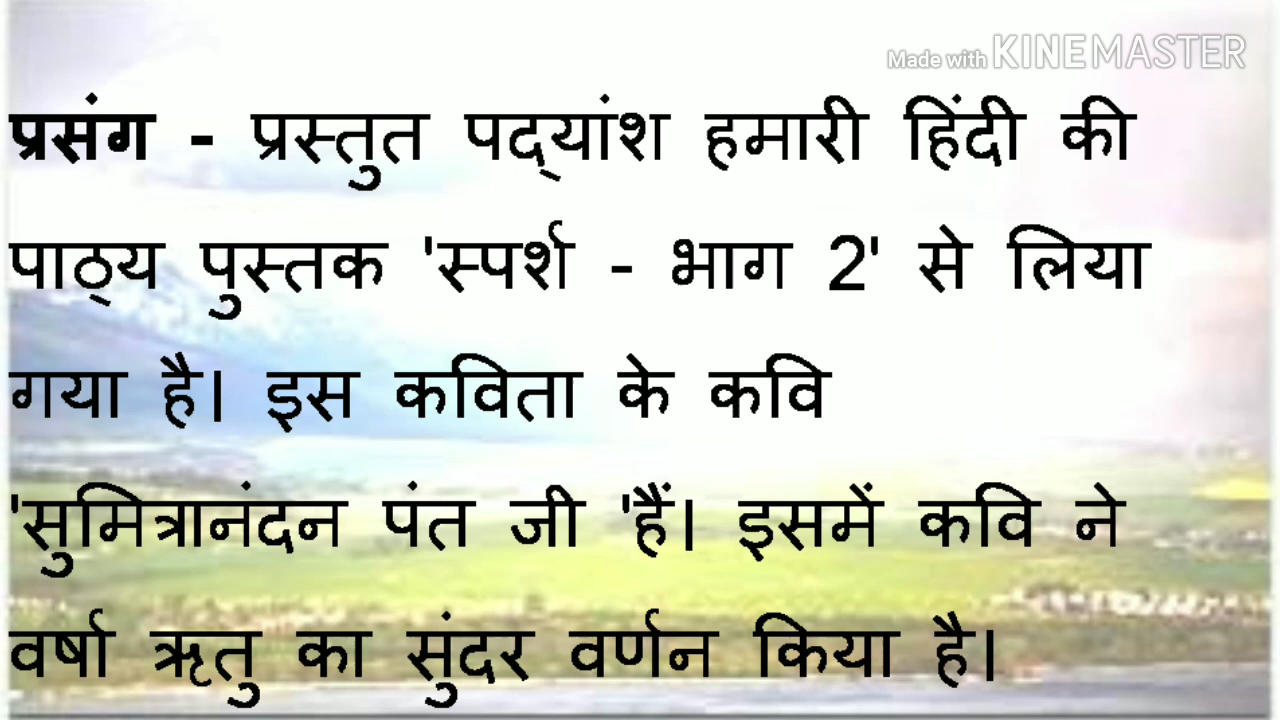 Made with KINEMASTER
प्रसंग - प्रस्तुत पद्यांश हमारी हिंदी की
पाठ्य पुस्तक 'स्पर्श - भाग 2' से लिया
गया है। इस कविता के कवि
'सुमित्रानंदन पंत जी 'हैं। इसमें कवि ने
वर्षा ऋतु का सुंदर वर्णन किया है।